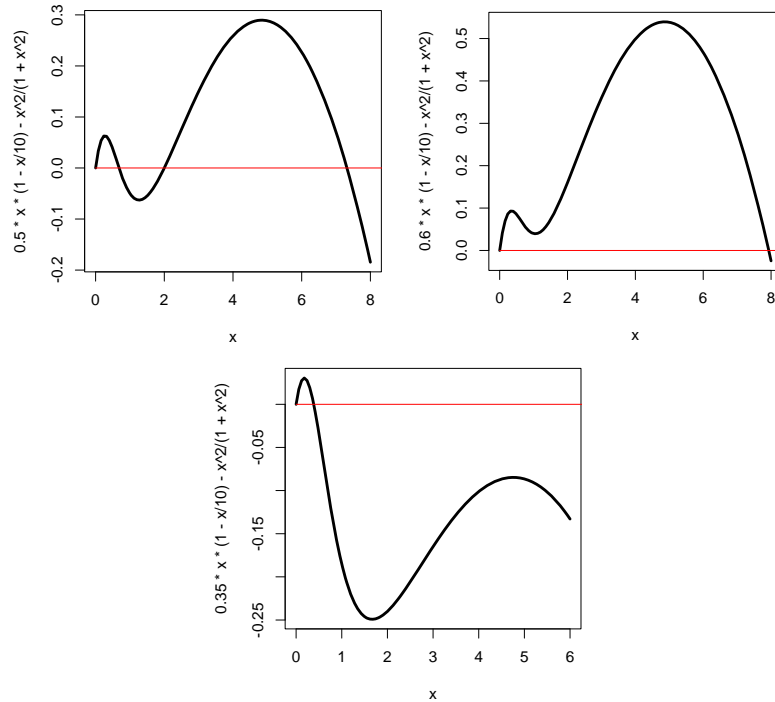 0.5 * x * (1 - x/10) - x^2/(1 + x^2)
0.3
0.2
0.1
0.0
-0.1
-0.2
0 2 4 6 8
x
0.6 * x * (1 - x/10) - x^2/(1 + x^2)
0.5
0.4
0.3
0.2
0.1
0.0
0 2 4 6 8
x
0.35 * x * (1 - x/10) - x^2/(1 + x^2)
-0.05
-0.15
-0.25
0 1 2 3 4 5 6
x